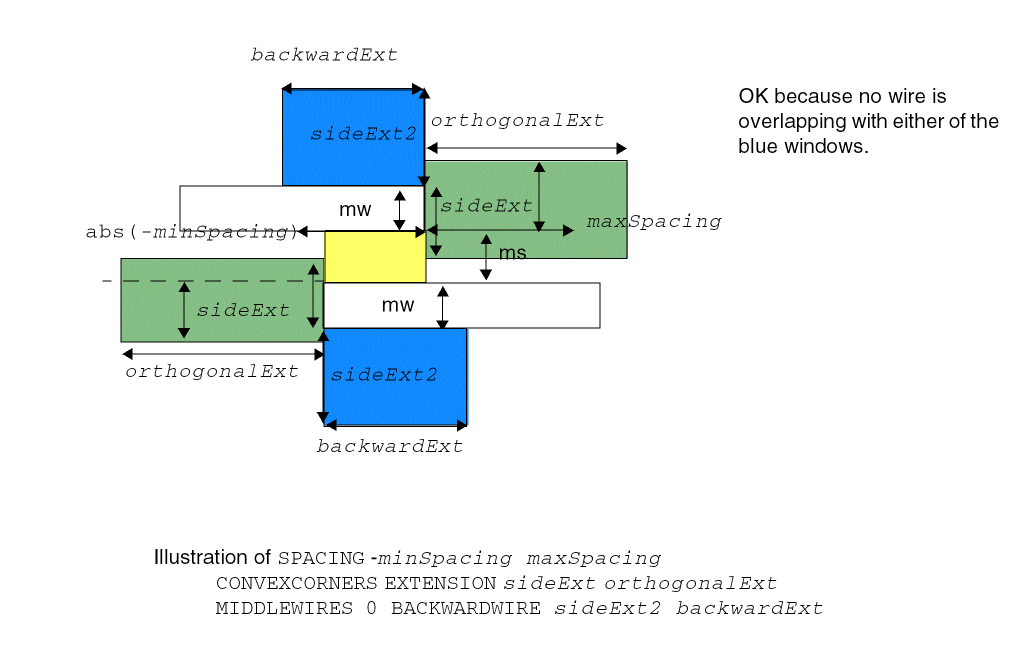 backwardExt
OK because no wire is
overlapping with either of the
blue windows.
sideExt2
orthogonalExt
mw
sideExt
maxSpacing
abs(-minSpacing)
ms
sideExt
mw
orthogonalExt
sideExt2
backwardExt
Illustration of SPACING -minSpacing maxSpacing
CONVEXCORNERS EXTENSION sideExt orthogonalExt
MIDDLEWIRES 0 BACKWARDWIRE sideExt2 backwardExt